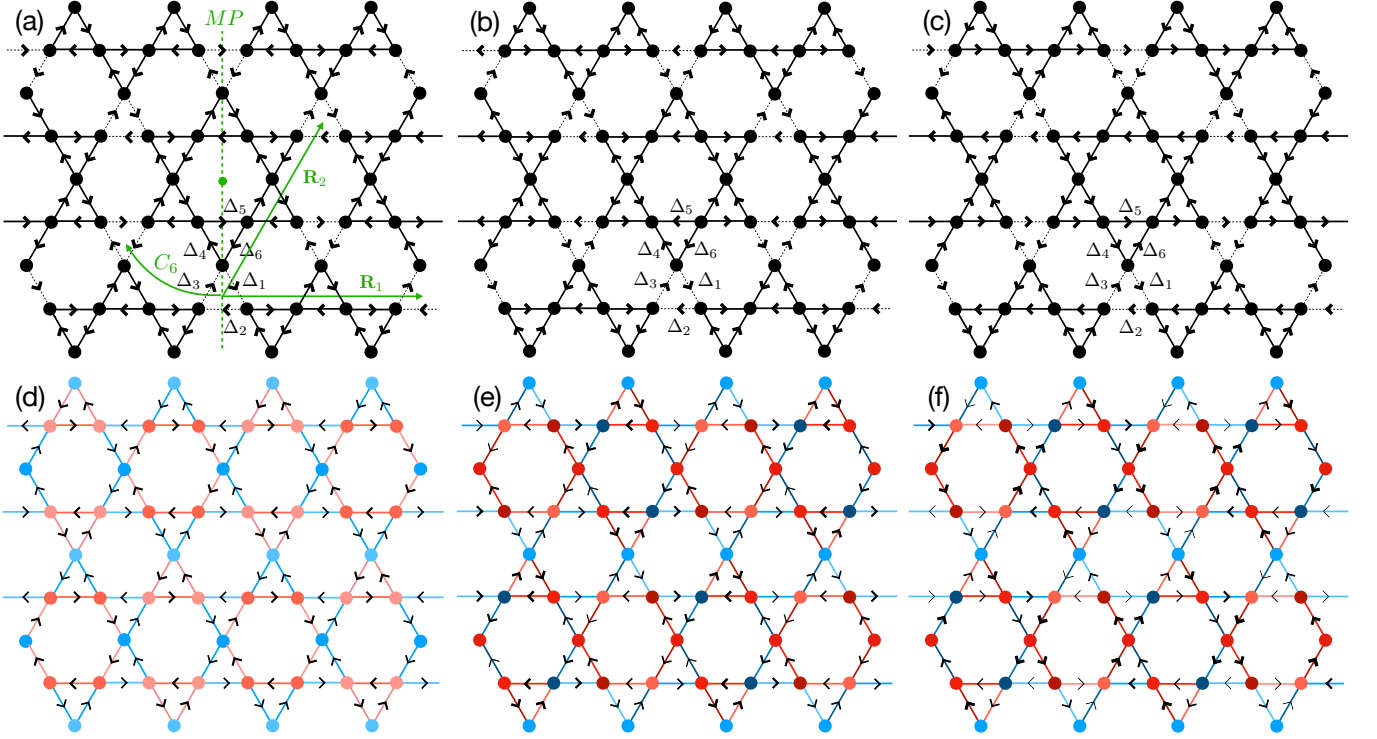 (a)
MP
(b)
(c)
R₂
Δ₅
Δ₄
Δ₆
C₆
Δ₃
Δ₁
R₁
Δ₂
Δ₅
Δ₄
Δ₆
Δ₃
Δ₁
Δ₂
Δ₅
Δ₄
Δ₆
Δ₃
Δ₁
Δ₂
(d)
(e)
(f)